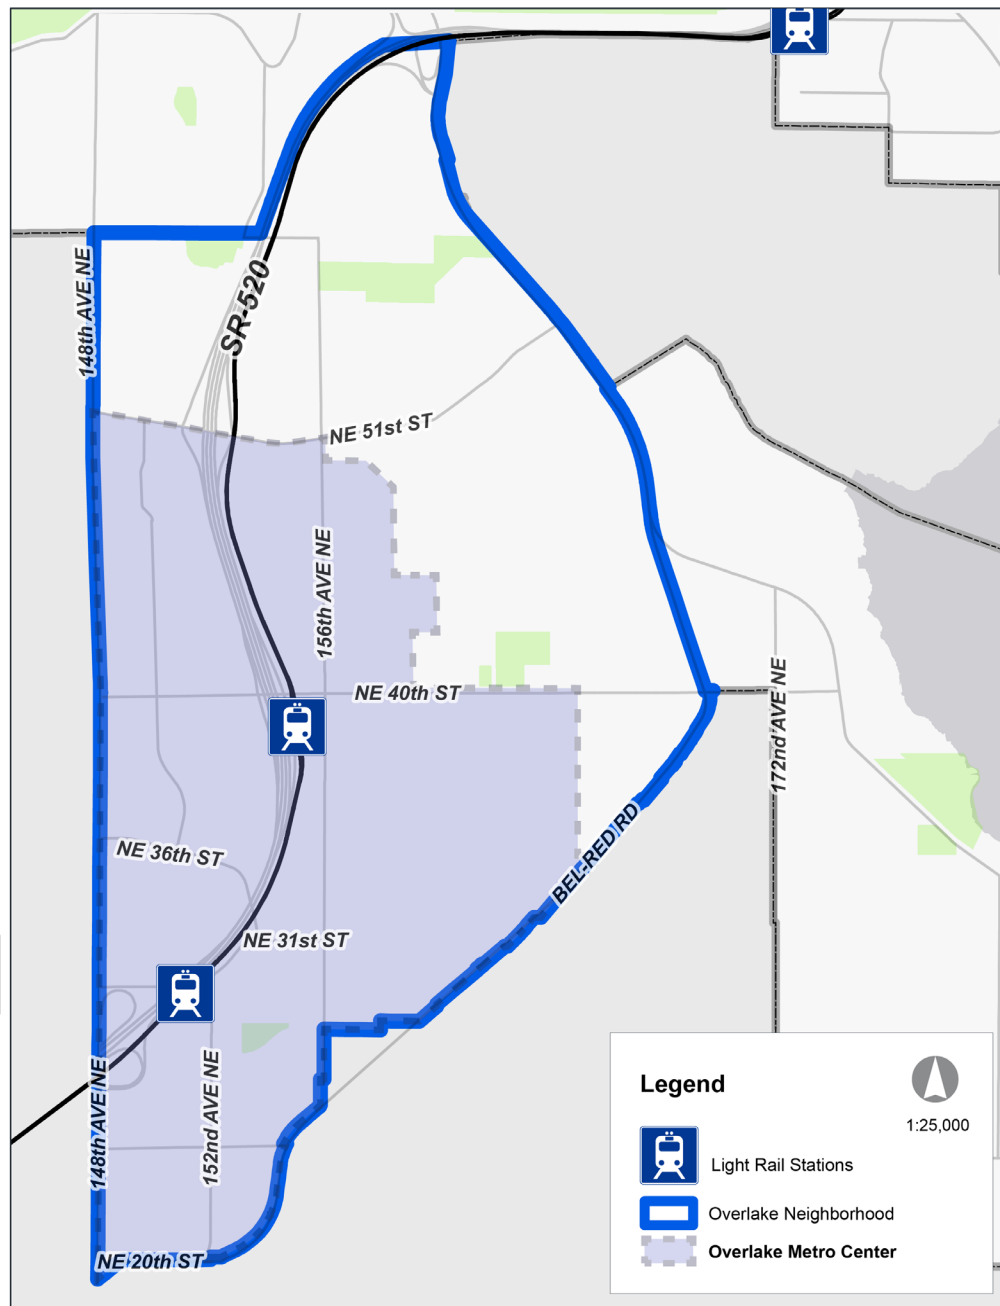 148th AVE NE
SR-520
NE 51st ST
156th AVE NE
NE 40th ST
172nd AVE NE
BEL-RED RD
NE 36th ST
NE 31st ST
148th AVE NE
152nd AVE NE
NE 20th ST
Legend
1:25,000
Light Rail Stations
Overlake Neighborhood
Overlake Metro Center